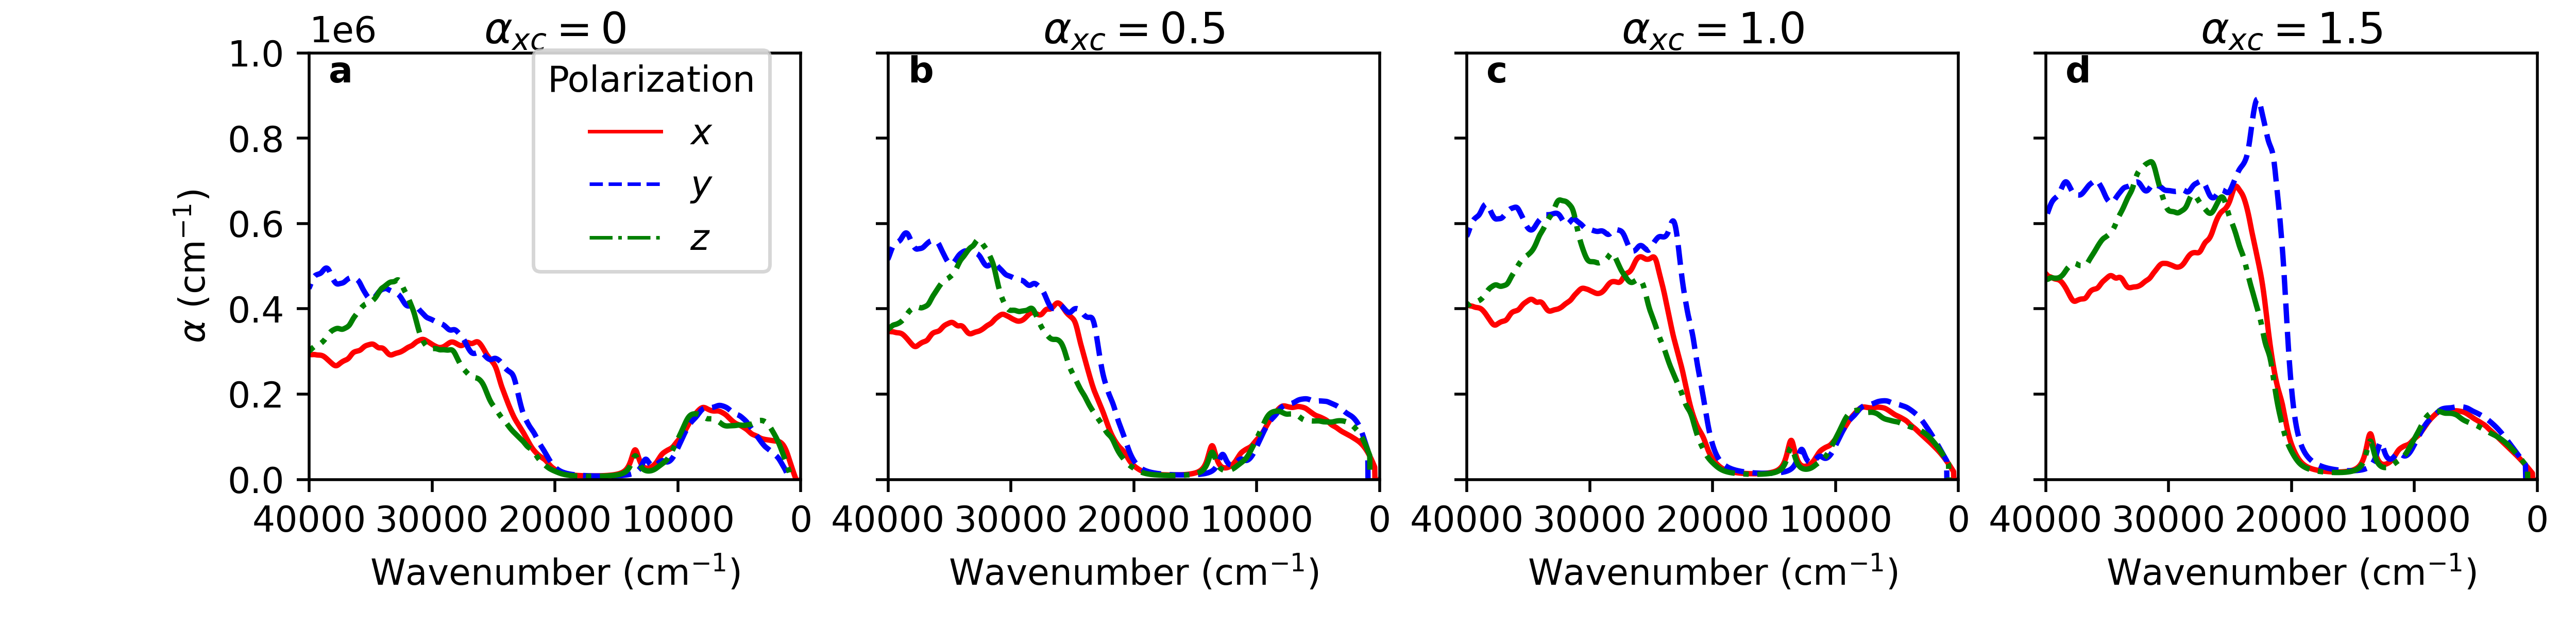 1e6
α_xc = 0
α_xc = 0.5
α_xc = 1.0
α_xc = 1.5
a
b
c
d
Polarization
x
y
z
α (cm⁻¹)
1.0
0.8
0.6
0.4
0.2
0.0
40000 30000 20000 10000 0
40000 30000 20000 10000 0
40000 30000 20000 10000 0
40000 30000 20000 10000 0
Wavenumber (cm⁻¹)
Wavenumber (cm⁻¹)
Wavenumber (cm⁻¹)
Wavenumber (cm⁻¹)